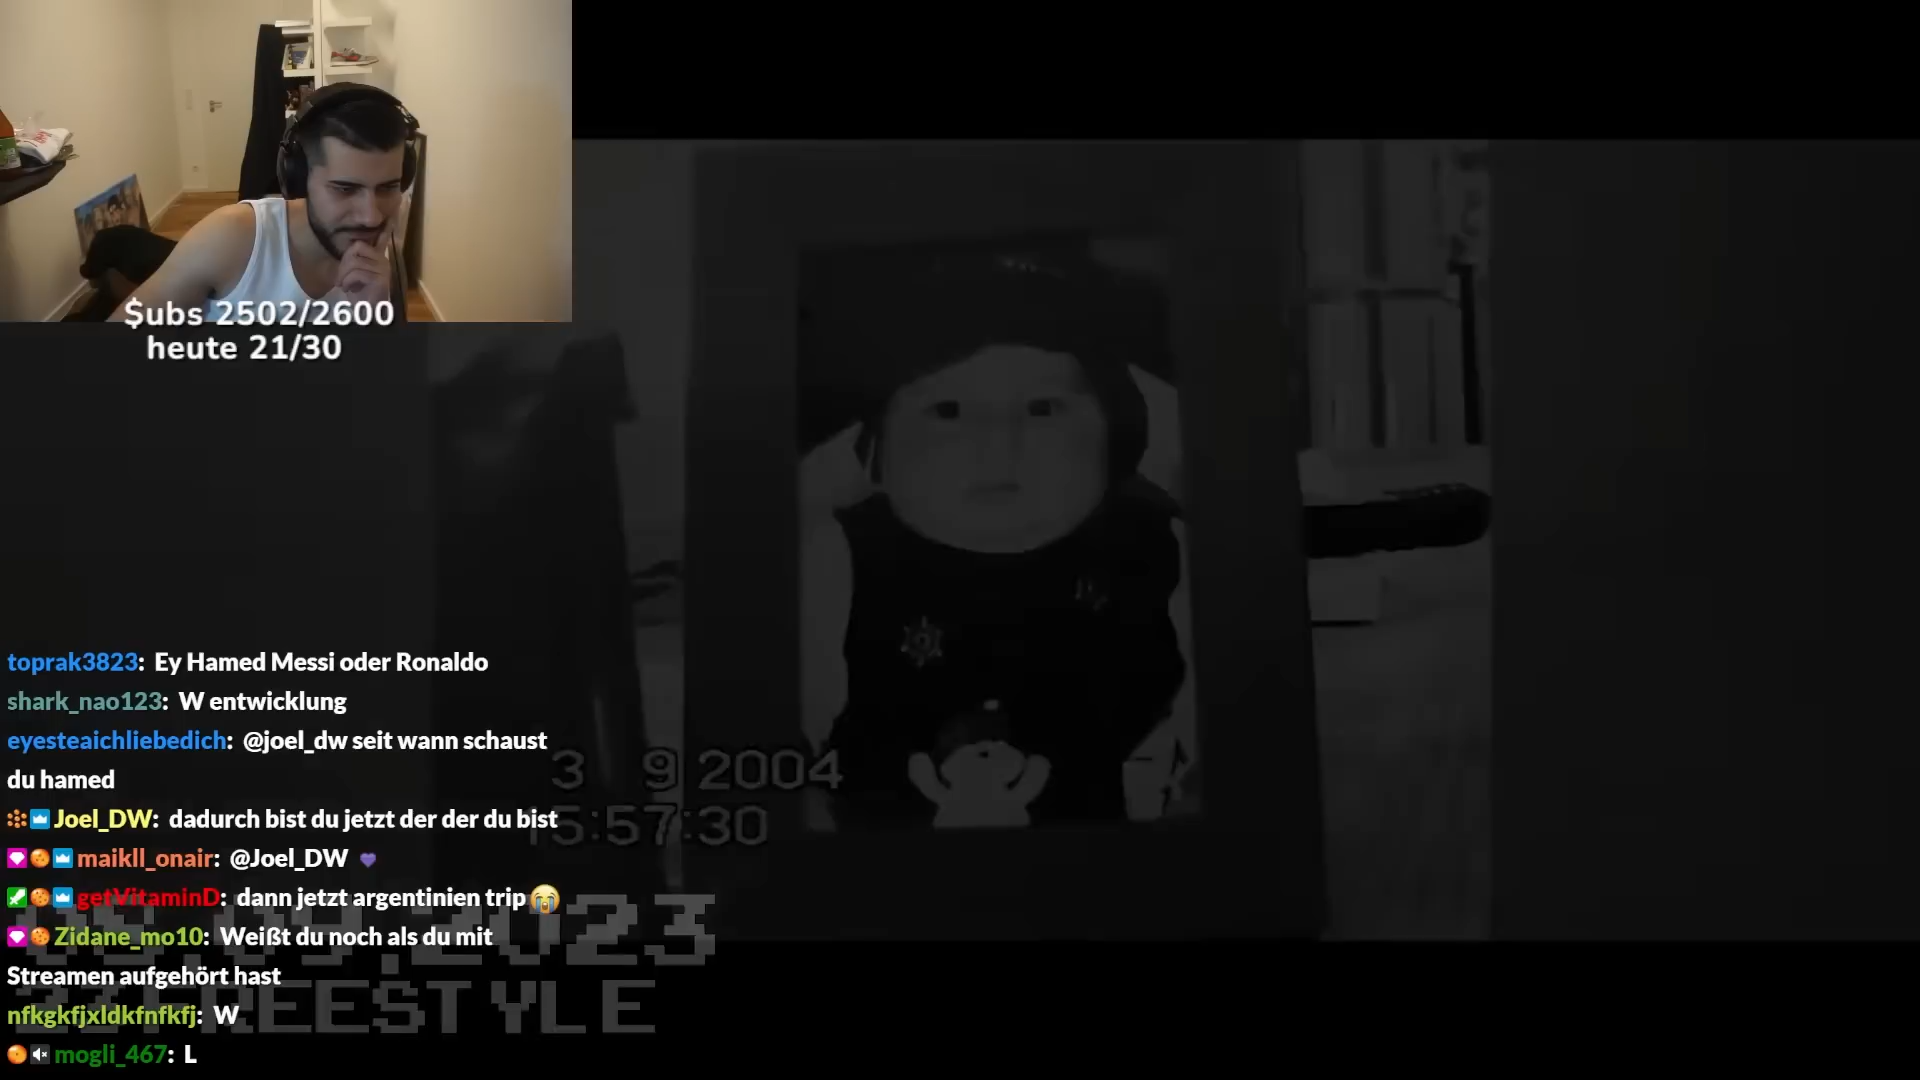 $ubs 2502/2600
heute 21/30
toprak3823: Ey Hamed Messi oder Ronaldo
shark_nao123: W entwicklung
eyesteaichliebedich: @joel_dw seit wann schaust
du hamed
3 9 2004
Joel_DW: dadurch bist du jetzt der der du bist
15:57:30
maikll_onair: @Joel_DW 💜
getVitaminD: dann jetzt argentinien trip 😭
09.09.2023
Zidane_mo10: Weißt du noch als du mit
Streamen aufgehört hast
22FREESTYLE
nfkgkfjxldkfnfkfj: W
mogli_467: L